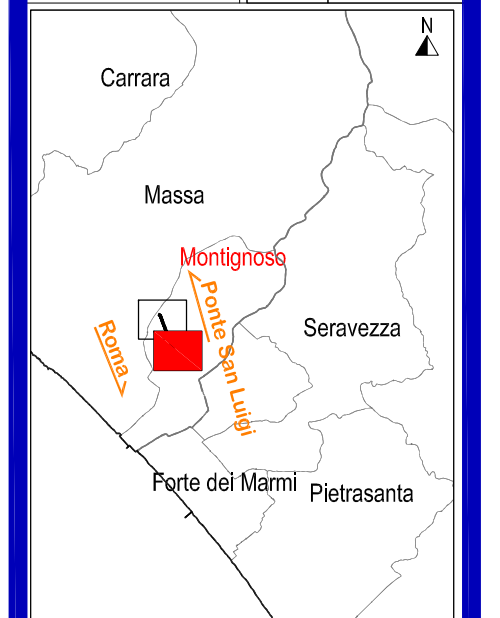 N
Carrara
Massa
Montignoso
Ponte San Luigi
Roma
Seravezza
Forte dei Marmi
Pietrasanta